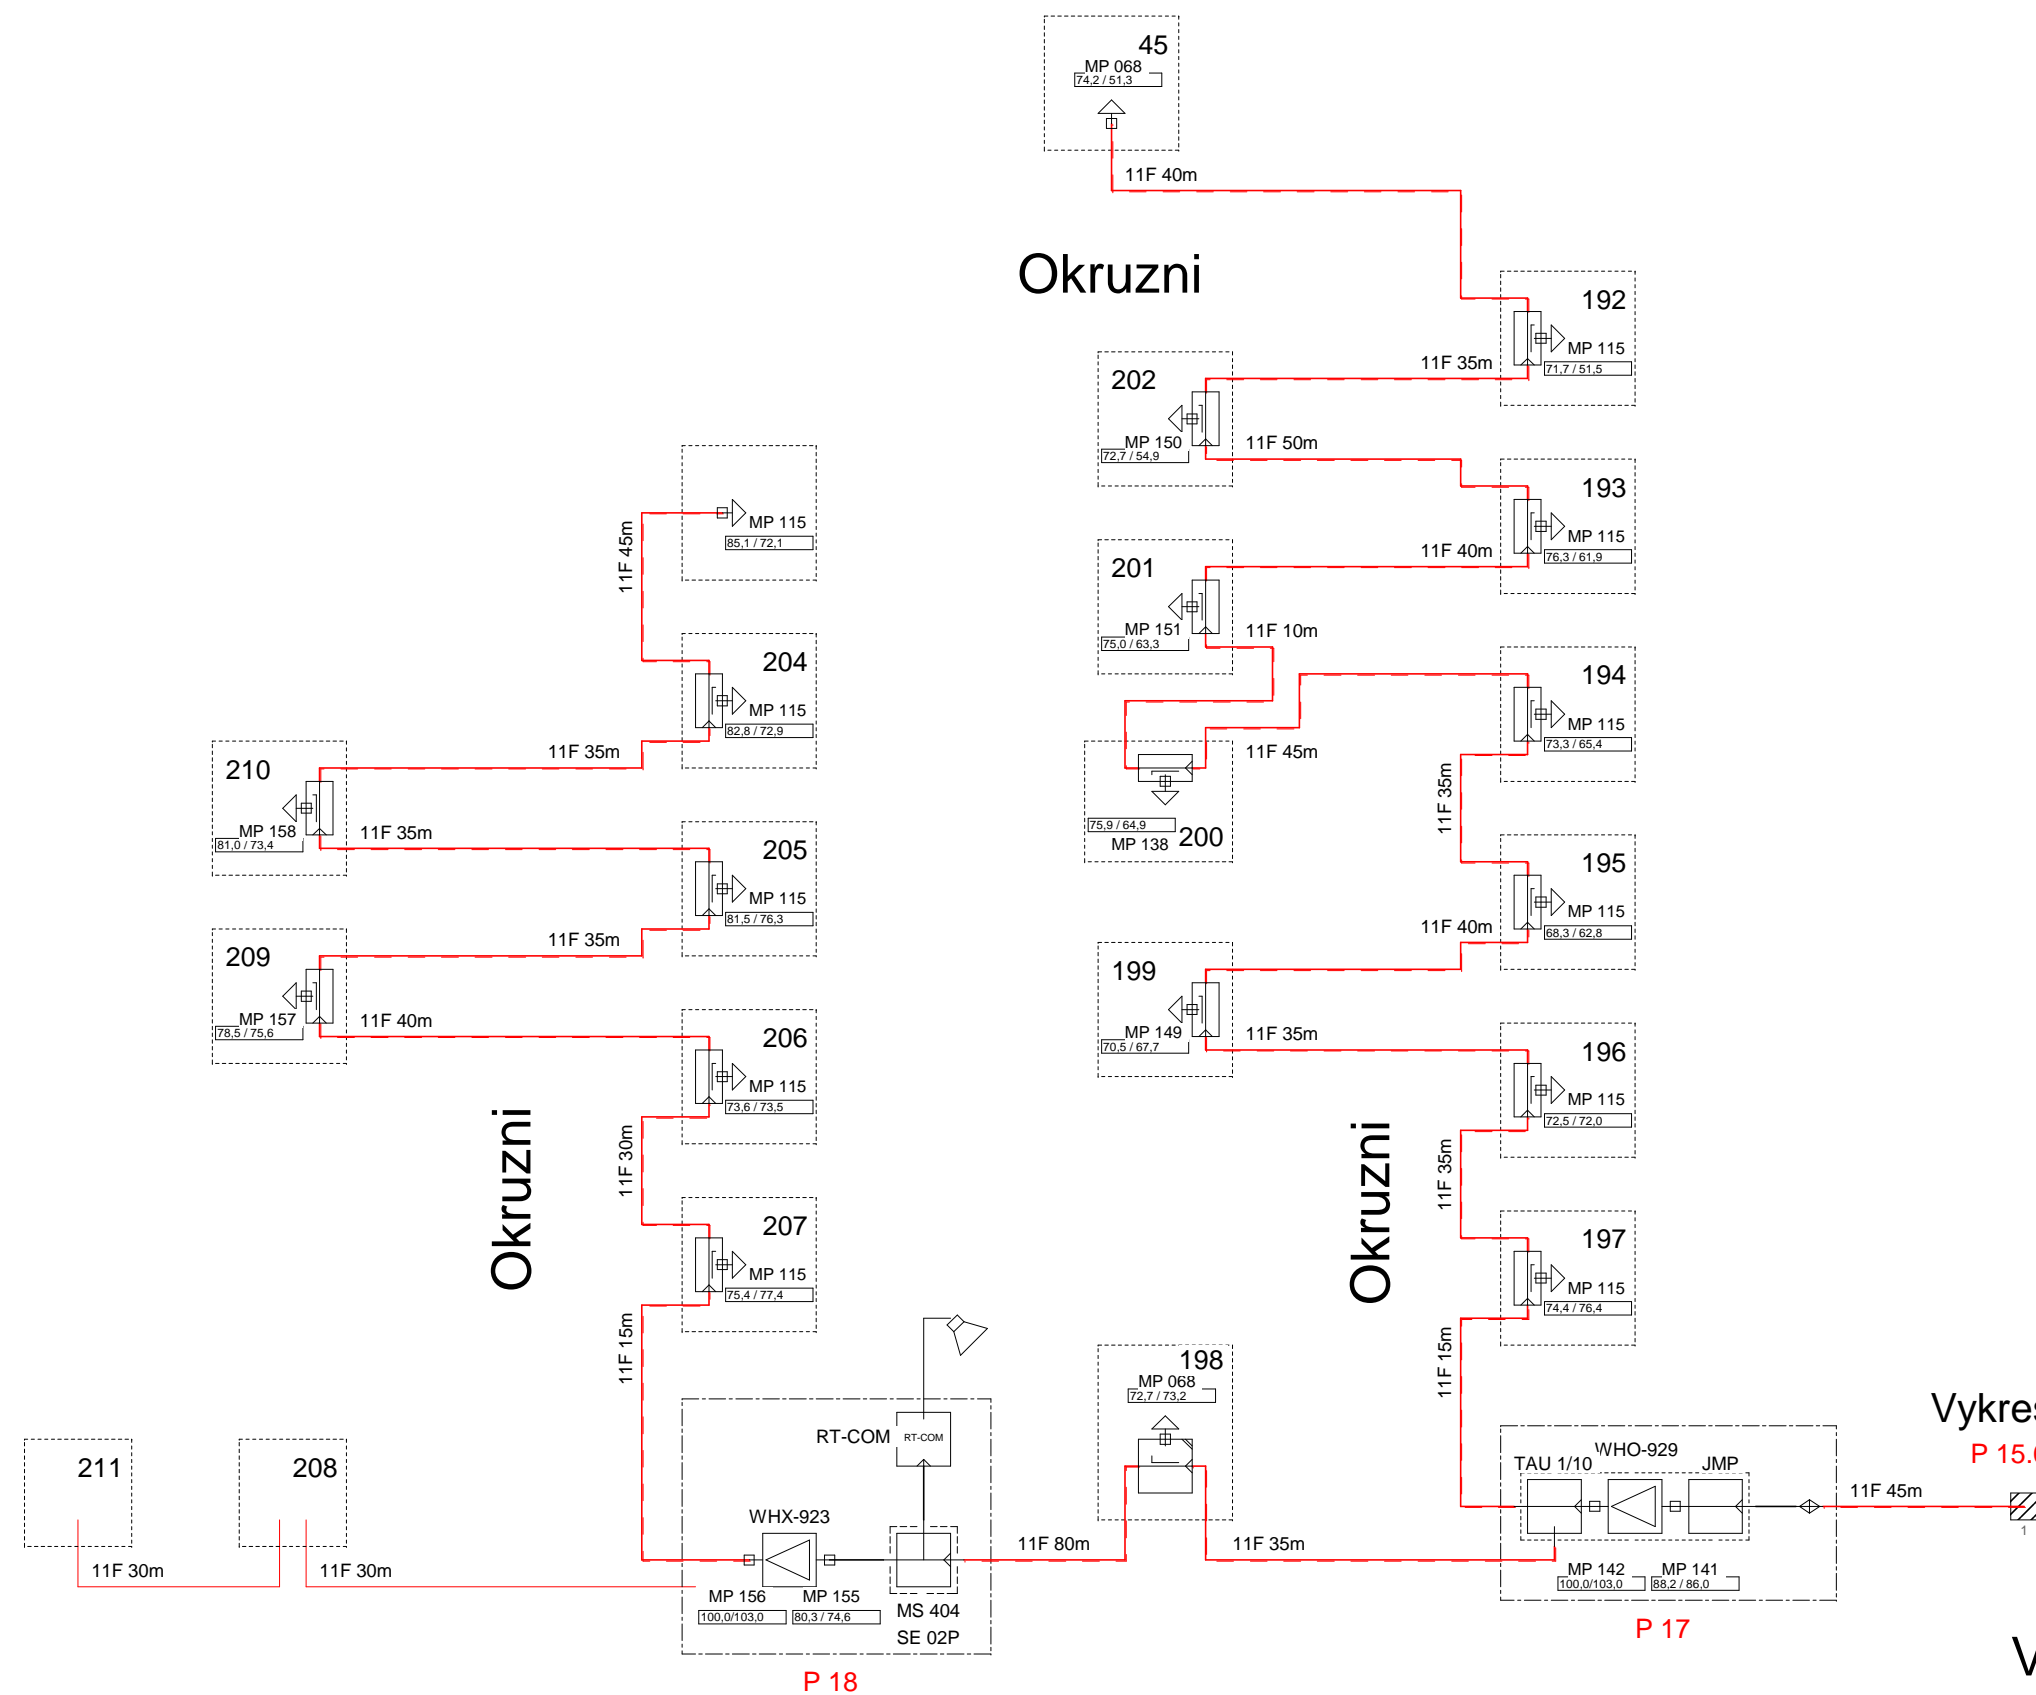 45
MP 068
74,2 / 51,3
11F 40m
Okruzni
192
MP 115
71,7 / 51,5
11F 35m
202
MP 150
72,7 / 54,9
11F 50m
193
MP 115
76,3 / 61,9
11F 40m
201
MP 151
75,0 / 63,3
11F 10m
194
MP 115
73,3 / 65,4
11F 45m
75,9 / 64,9
MP 138
200
11F 35m
195
MP 115
68,3 / 62,8
11F 40m
199
MP 149
70,5 / 67,7
11F 35m
196
MP 115
72,5 / 72,0
11F 35m
Okruzni
197
MP 115
74,4 / 76,4
11F 15m
MP 115
85,1 / 72,1
11F 45m
204
MP 115
82,8 / 72,9
11F 35m
210
MP 158
81,0 / 73,4
11F 35m
205
MP 115
81,5 / 76,3
11F 35m
209
MP 157
78,5 / 75,6
11F 40m
206
MP 115
73,6 / 73,5
11F 30m
Okruzni
207
MP 115
75,4 / 77,4
11F 15m
198
MP 068
72,7 / 73,2
RT-COM
RT-COM
211
208
11F 30m
11F 30m
WHX-923
MP 156
100,0/103,0
MP 155
80,3 / 74,6
MS 404
SE 02P
P 18
11F 80m
11F 35m
WHO-929
TAU 1/10
JMP
MP 142
100,0/103,0
MP 141
88,2 / 86,0
P 17
11F 45m
Vykres
P 15.
1
V